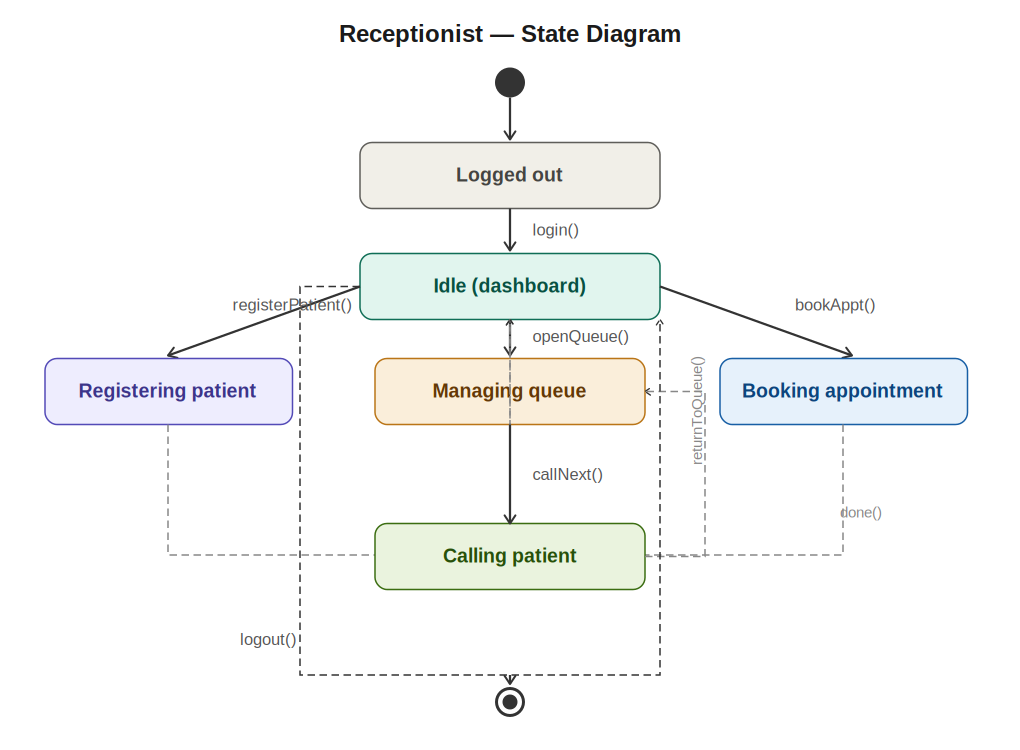 Receptionist — State Diagram
Logged out
login()
Idle (dashboard)
registerPatient()
bookAppt()
openQueue()
Registering patient
Managing queue
returnToQueue()
Booking appointment
callNext()
done()
Calling patient
logout()